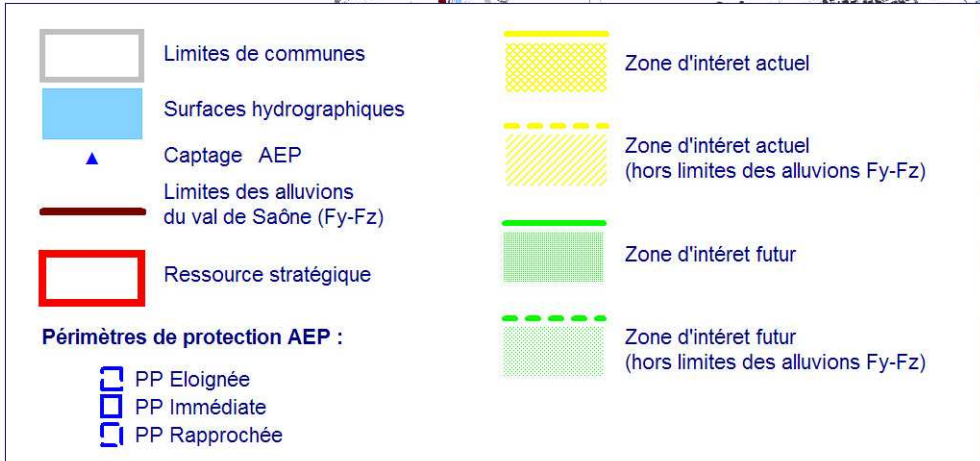 Limites de communes
Surfaces hydrographiques
Captage AEP
Limites des alluvions
du val de Saône (Fy-Fz)
Ressource stratégique
Périmètres de protection AEP :
PP Eloignée
PP Immédiate
PP Rapprochée
Zone d'intéret actuel
Zone d'intéret actuel
(hors limites des alluvions Fy-Fz)
Zone d'intéret futur
Zone d'intéret futur
(hors limites des alluvions Fy-Fz)